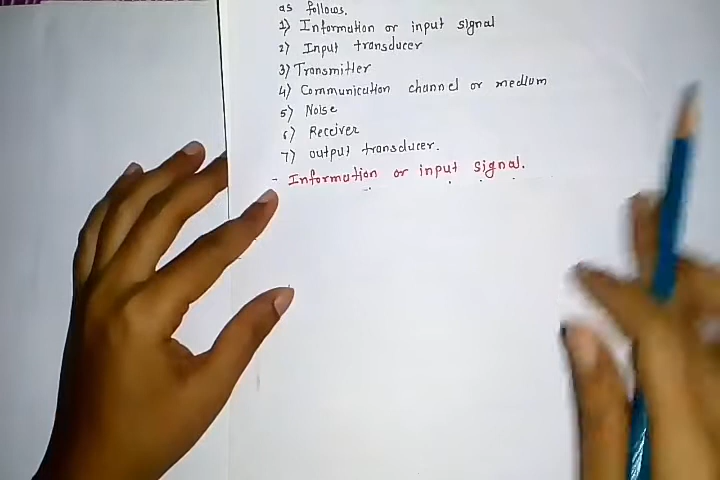 as follows.
1) Information or input signal
2) Input transducer
3) Transmitter
4) Communication channel or medium
5) Noise
6) Receiver
7) output transducer.
- Information or input signal.